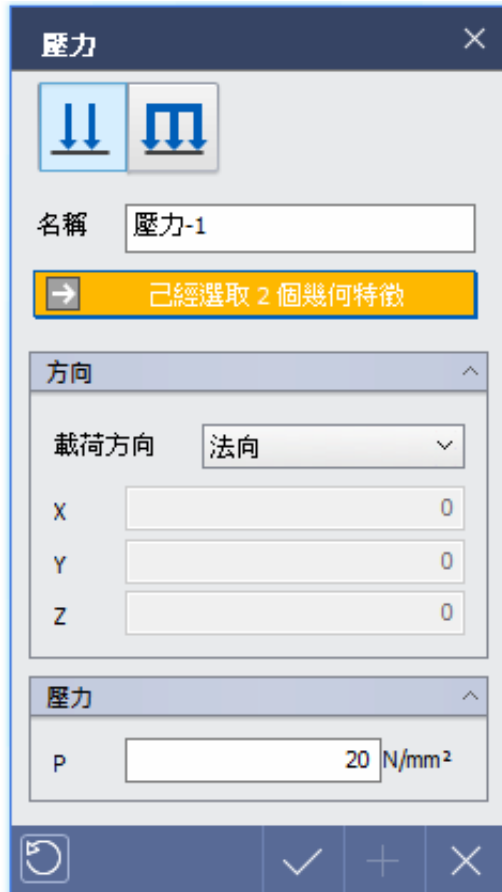 壓力
名稱 壓力-1
己經選取 2 個幾何特徵
方向
載荷方向 法向
X 0
Y 0
Z 0
壓力
P 20 N/mm²